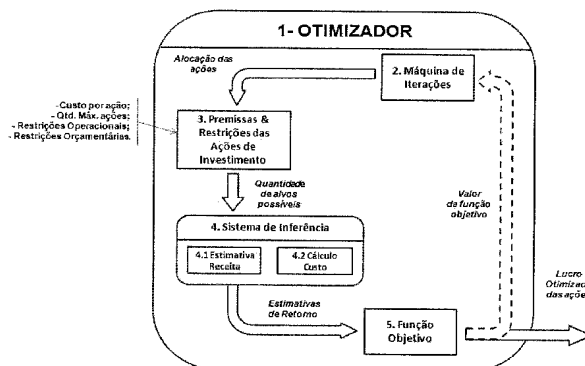 1- OTIMIZADOR
Alocação das
ações
2. Máquina de
Iterações
- Custo por ação;
- Qtd. Máx. ações;
- Restrições Operacionais;
- Restrições Orçamentárias.
3. Premissas &
Restrições das
Ações de
Investimento
Quantidade
de alvos
possíveis
Valor
da função
objetivo
4. Sistema de Inferência
4.1 Estimativa
Receita
4.2 Cálculo
Custo
Estimativas
de Retorno
5. Função
Objetivo
Lucro
Otimizad
das açõe